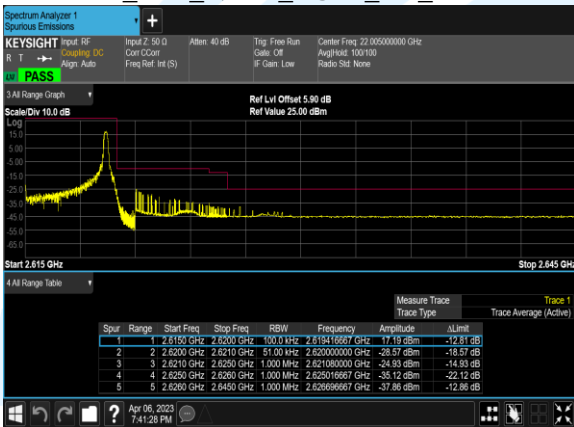 Spectrum Analyzer 1
Spurious Emissions
+
KEYSIGHT Input: RF Input Z: 50 Ω Atten: 40 dB Trig: Free Run Center Freq: 22.005000000 GHz
R T Coupling: DC Corr CCorr Gate: Off Avg|Hold: 100/100
Align: Auto Freq Ref: Int (S) IF Gain: Low Radio Std: None
PASS
3 All Range Graph
Ref Lvl Offset 5.90 dB
Scale/Div 10.0 dB Ref Value 25.00 dBm
Log
15.0
5.00
-5.00
-15.0
-25.0
-35.0
-45.0
-55.0
-65.0
Start 2.615 GHz Stop 2.645 GHz
4 All Range Table
Measure Trace Trace 1
Trace Type Trace Average (Active)
Spur Range Start Freq Stop Freq RBW Frequency Amplitude ΔLimit
1 1 2.6150 GHz 2.6200 GHz 100.0 kHz 2.619416667 GHz 17.19 dBm -12.81 dB
2 2 2.6200 GHz 2.6210 GHz 51.00 kHz 2.620000000 GHz -28.57 dBm -18.57 dB
3 3 2.6210 GHz 2.6250 GHz 1.000 MHz 2.621080000 GHz -24.93 dBm -14.93 dB
4 4 2.6250 GHz 2.6260 GHz 1.000 MHz 2.625016667 GHz -35.12 dBm -22.12 dB
5 5 2.6260 GHz 2.6450 GHz 1.000 MHz 2.626696667 GHz -37.86 dBm -12.86 dB
? Apr 06, 2023
7:41:28 PM